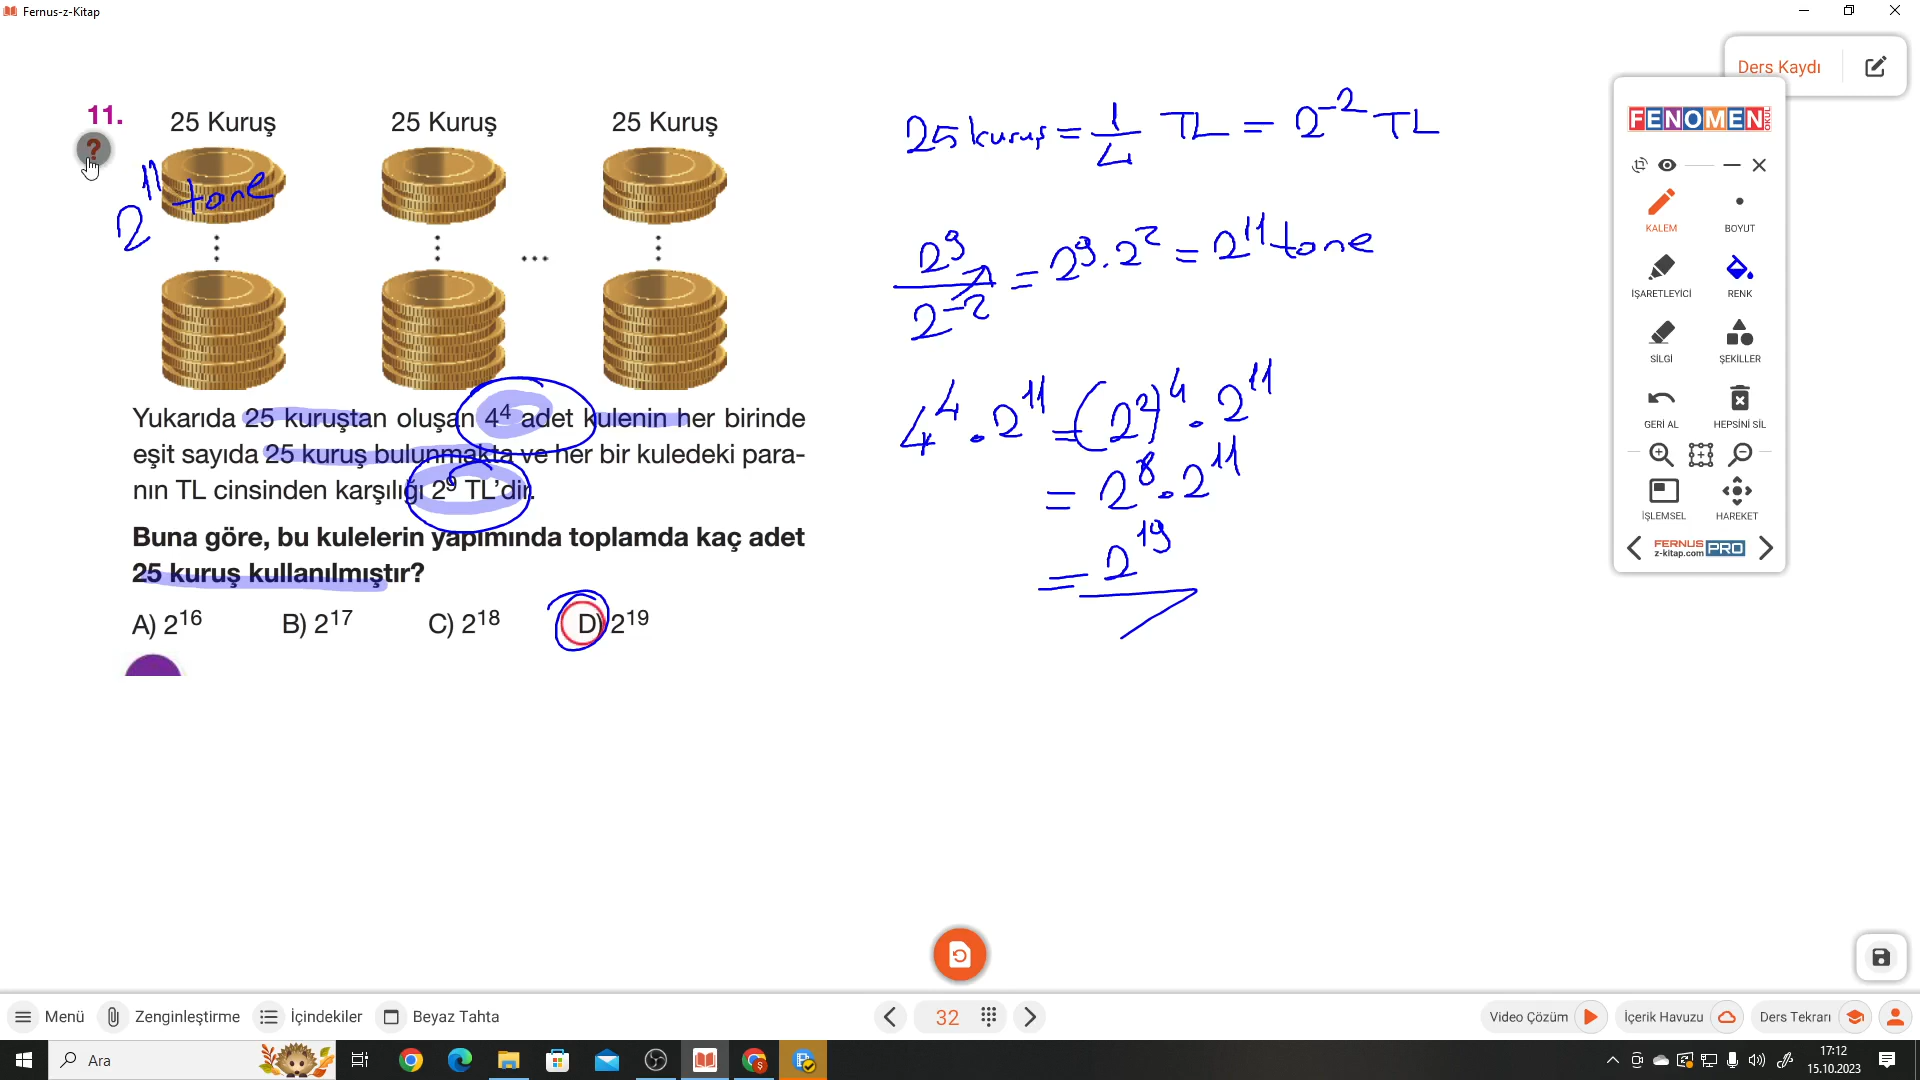 Fernus-z-Kitap
Ders Kaydı
11.
25 Kuruş 25 Kuruş 25 Kuruş
?
2¹¹ tane
...
Yukarıda 25 kuruştan oluşan 4⁴ adet kulenin her birinde
eşit sayıda 25 kuruş bulunmakta ve her bir kuledeki para-
nın TL cinsinden karşılığı 2⁹ TL’dir.
Buna göre, bu kulelerin yapımında toplamda kaç adet
25 kuruş kullanılmıştır?
A) 2¹⁶ B) 2¹⁷ C) 2¹⁸ D) 2¹⁹
25 kuruş = 1/4 TL = 2⁻² TL
2⁹/2⁻² = 2⁹ . 2² = 2¹¹ tane
4⁴ . 2¹¹ = (2²)⁴ . 2¹¹
= 2⁸ . 2¹¹
= 2¹⁹
FENOMEN OKUL
KALEM BOYUT
İŞARETLEYİCİ RENK
SİLGİ ŞEKİLLER
GERİ AL HEPSİNİ SİL
İŞLEMSEL HAREKET
FERNUS z-kitap.com PRO
Menü Zenginleştirme İçindekiler Beyaz Tahta 32 Video Çözüm İçerik Havuzu Ders Tekrarı
Ara
17:12
15.10.2023